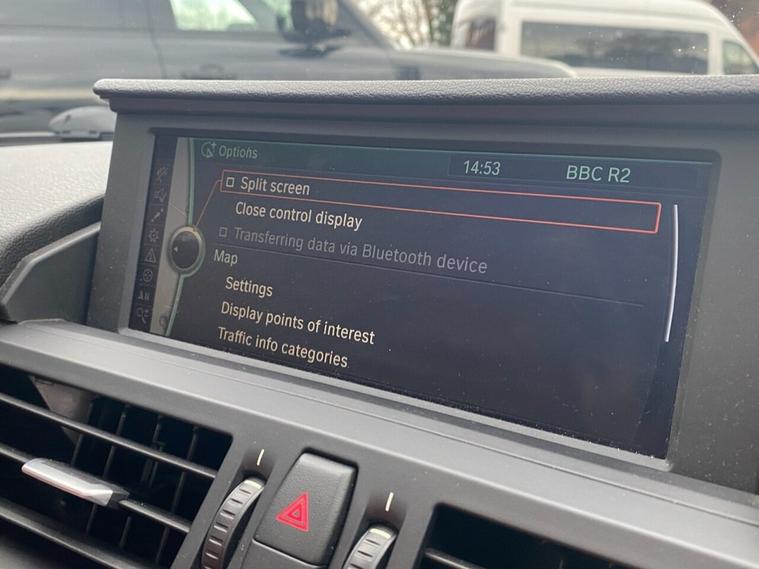 Options
14:53
BBC R2
Split screen
Close control display
Transferring data via Bluetooth device
Map
Settings
Display points of interest
Traffic info categories